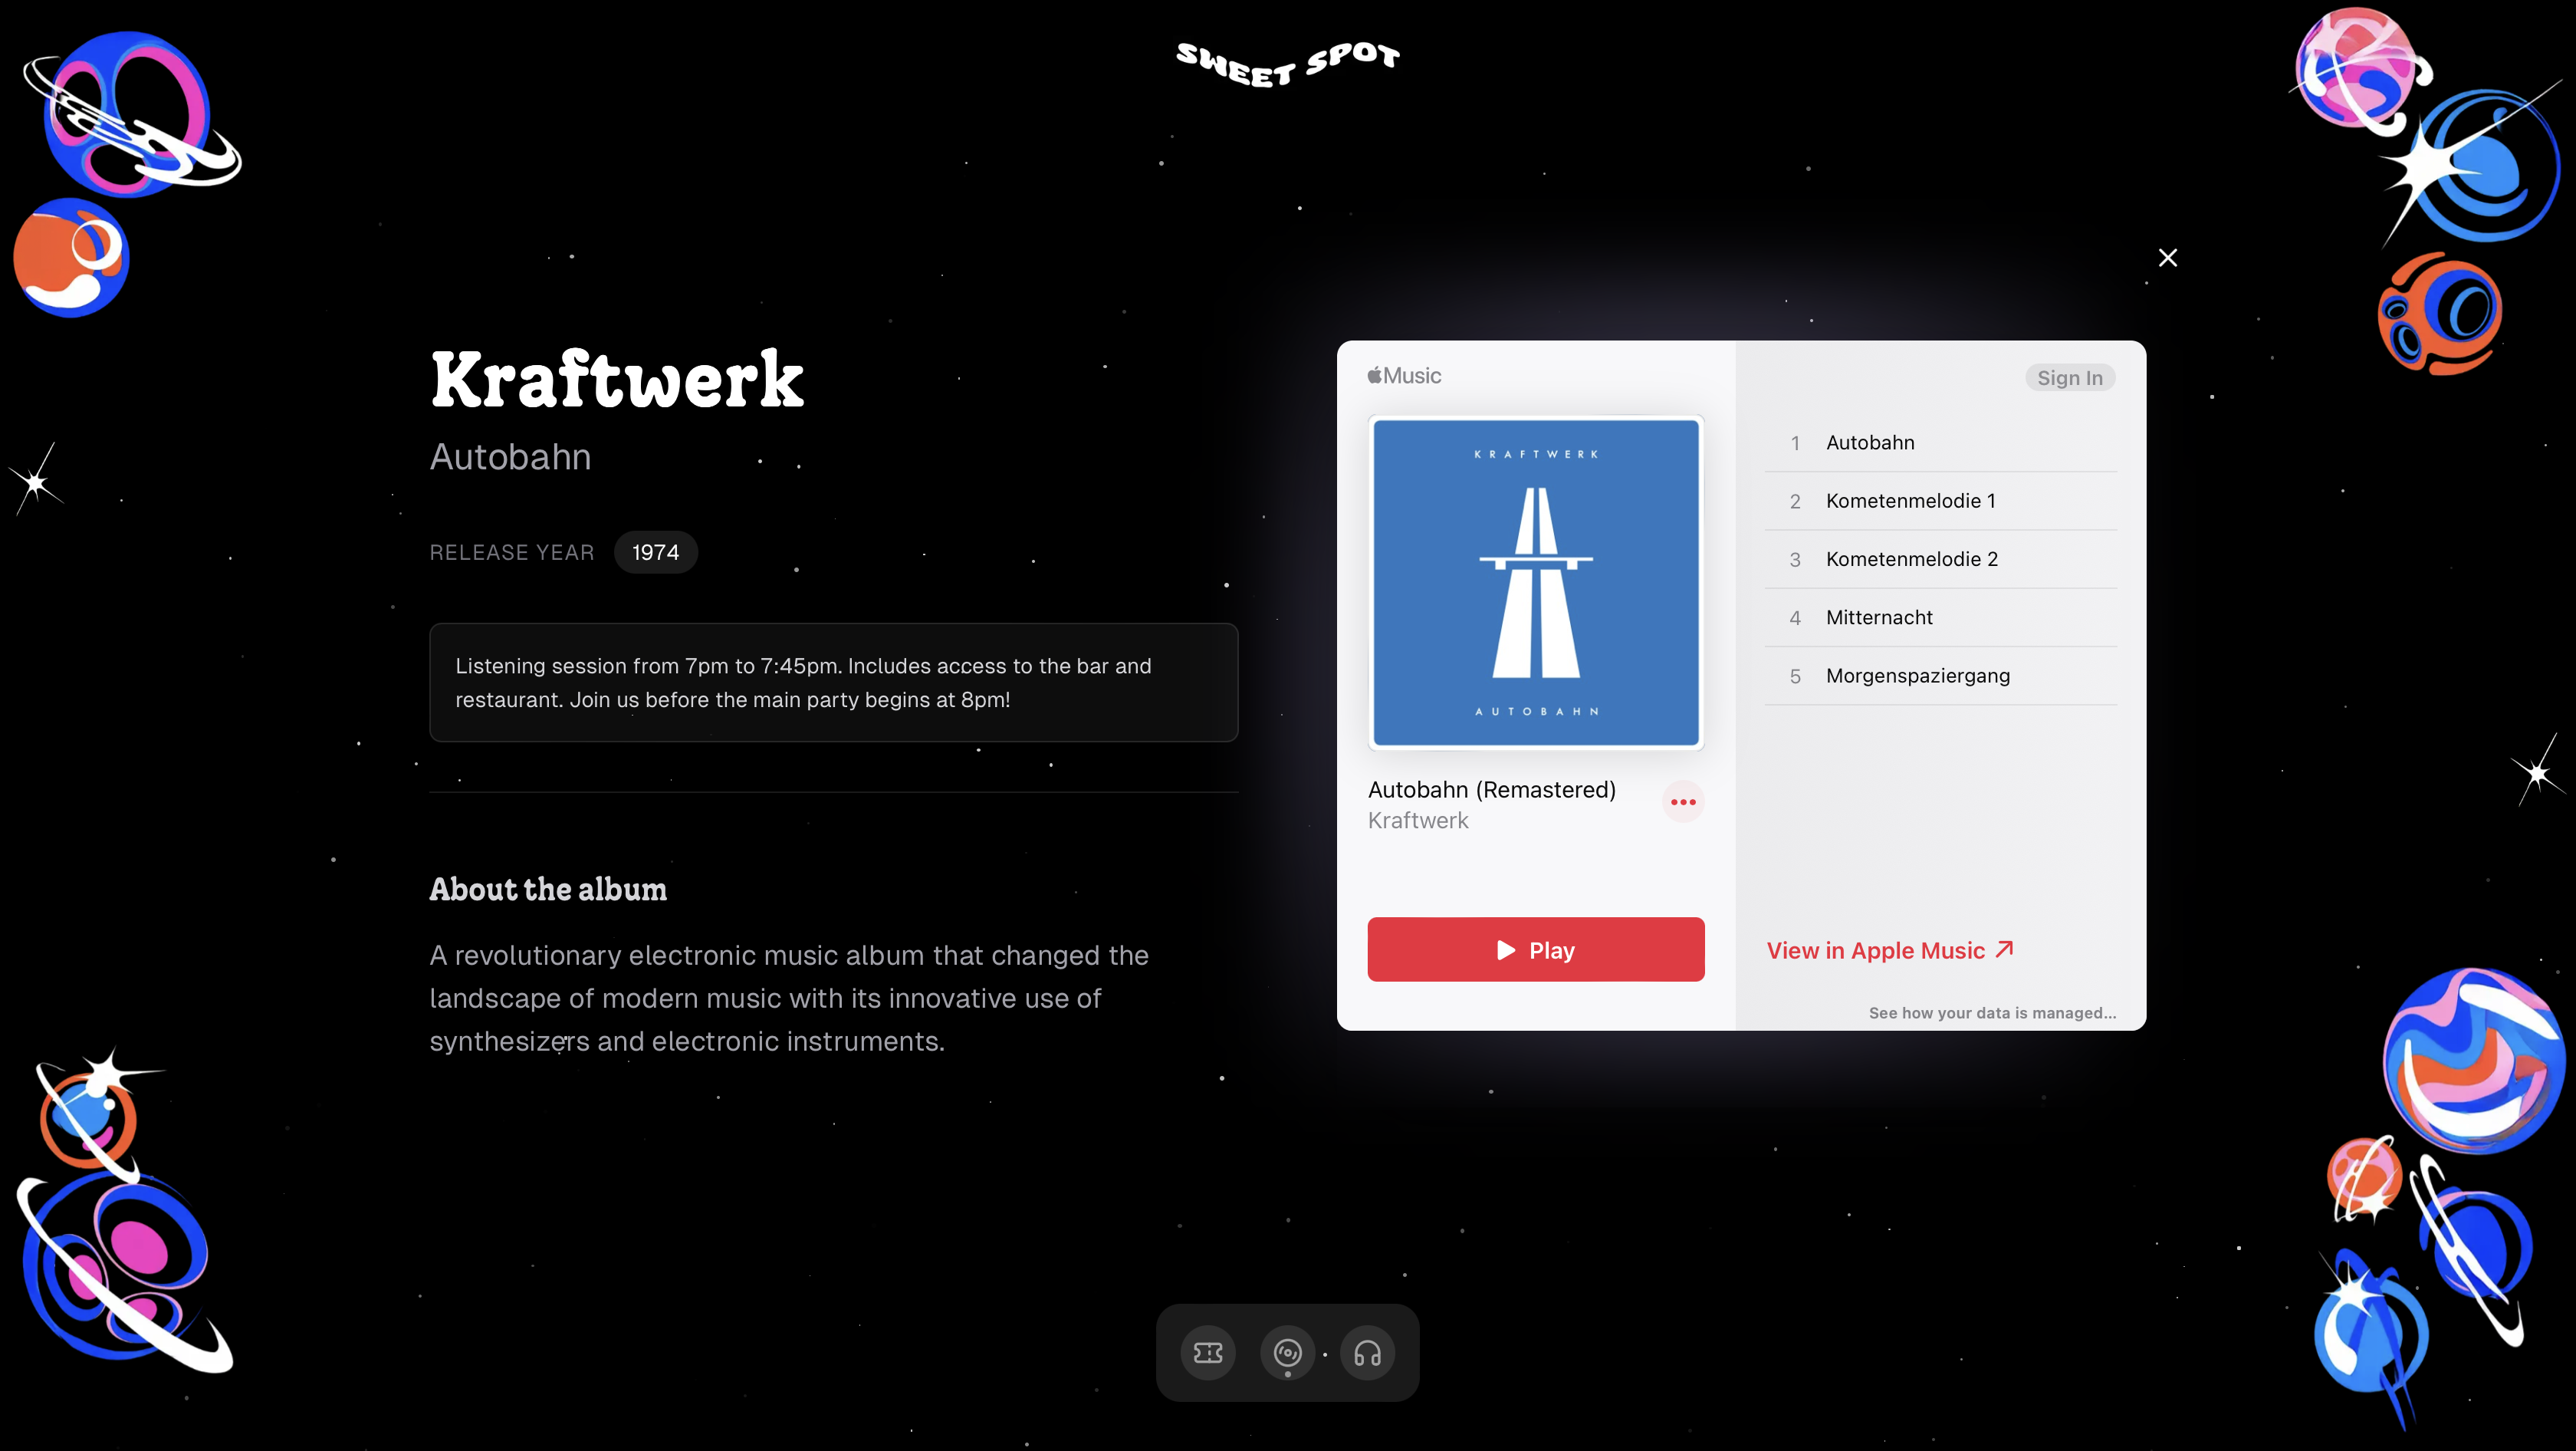 SWEET SPOT
Kraftwerk
Autobahn
RELEASE YEAR 1974
Listening session from 7pm to 7:45pm. Includes access to the bar and
restaurant. Join us before the main party begins at 8pm!
About the album
A revolutionary electronic music album that changed the
landscape of modern music with its innovative use of
synthesizers and electronic instruments.
Music
KRAFTWERK
AUTOBAHN
Autobahn (Remastered)
Kraftwerk
Play
Sign In
1 Autobahn
2 Kometenmelodie 1
3 Kometenmelodie 2
4 Mitternacht
5 Morgenspaziergang
View in Apple Music
See how your data is managed...